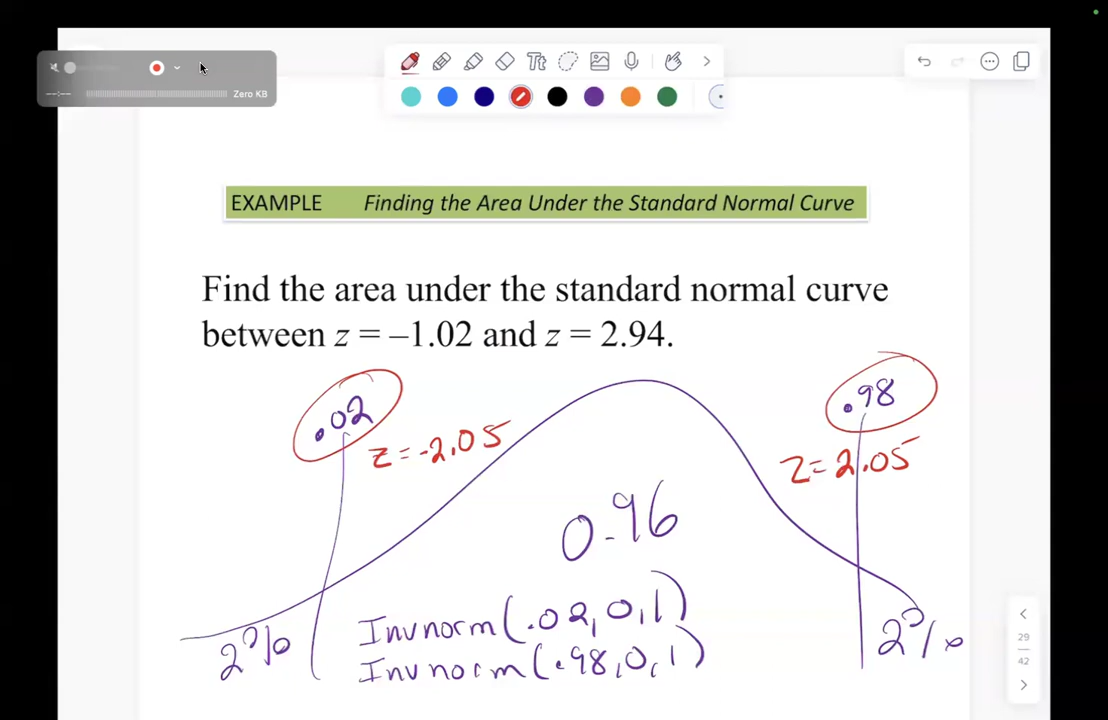 Zero KB
Tt
EXAMPLE Finding the Area Under the Standard Normal Curve
Find the area under the standard normal curve
between z = –1.02 and z = 2.94.
.02
.98
z=-2.05
z=2.05
0.96
Invnorm(.02,0,1)
Invnorm(.98,0,1)
2%
2%
29
42